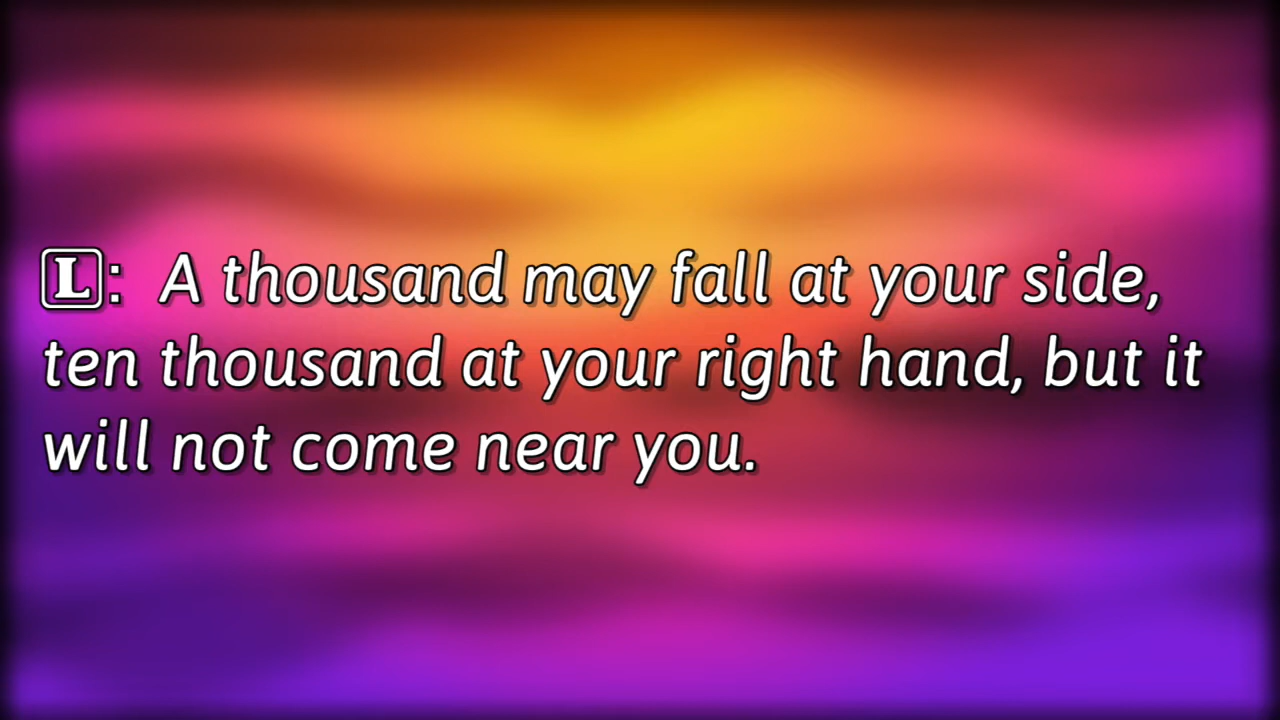 L: A thousand may fall at your side,
ten thousand at your right hand, but it
will not come near you.